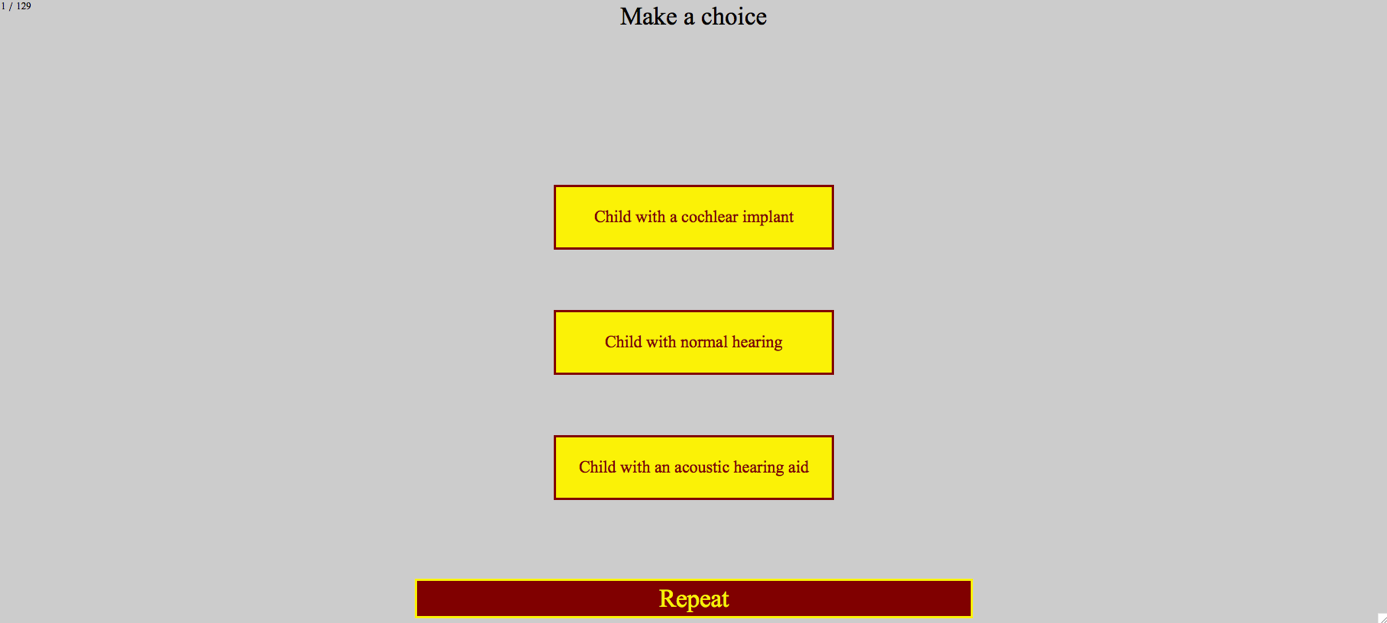 1 / 129
Make a choice
Child with a cochlear implant
Child with normal hearing
Child with an acoustic hearing aid
Repeat